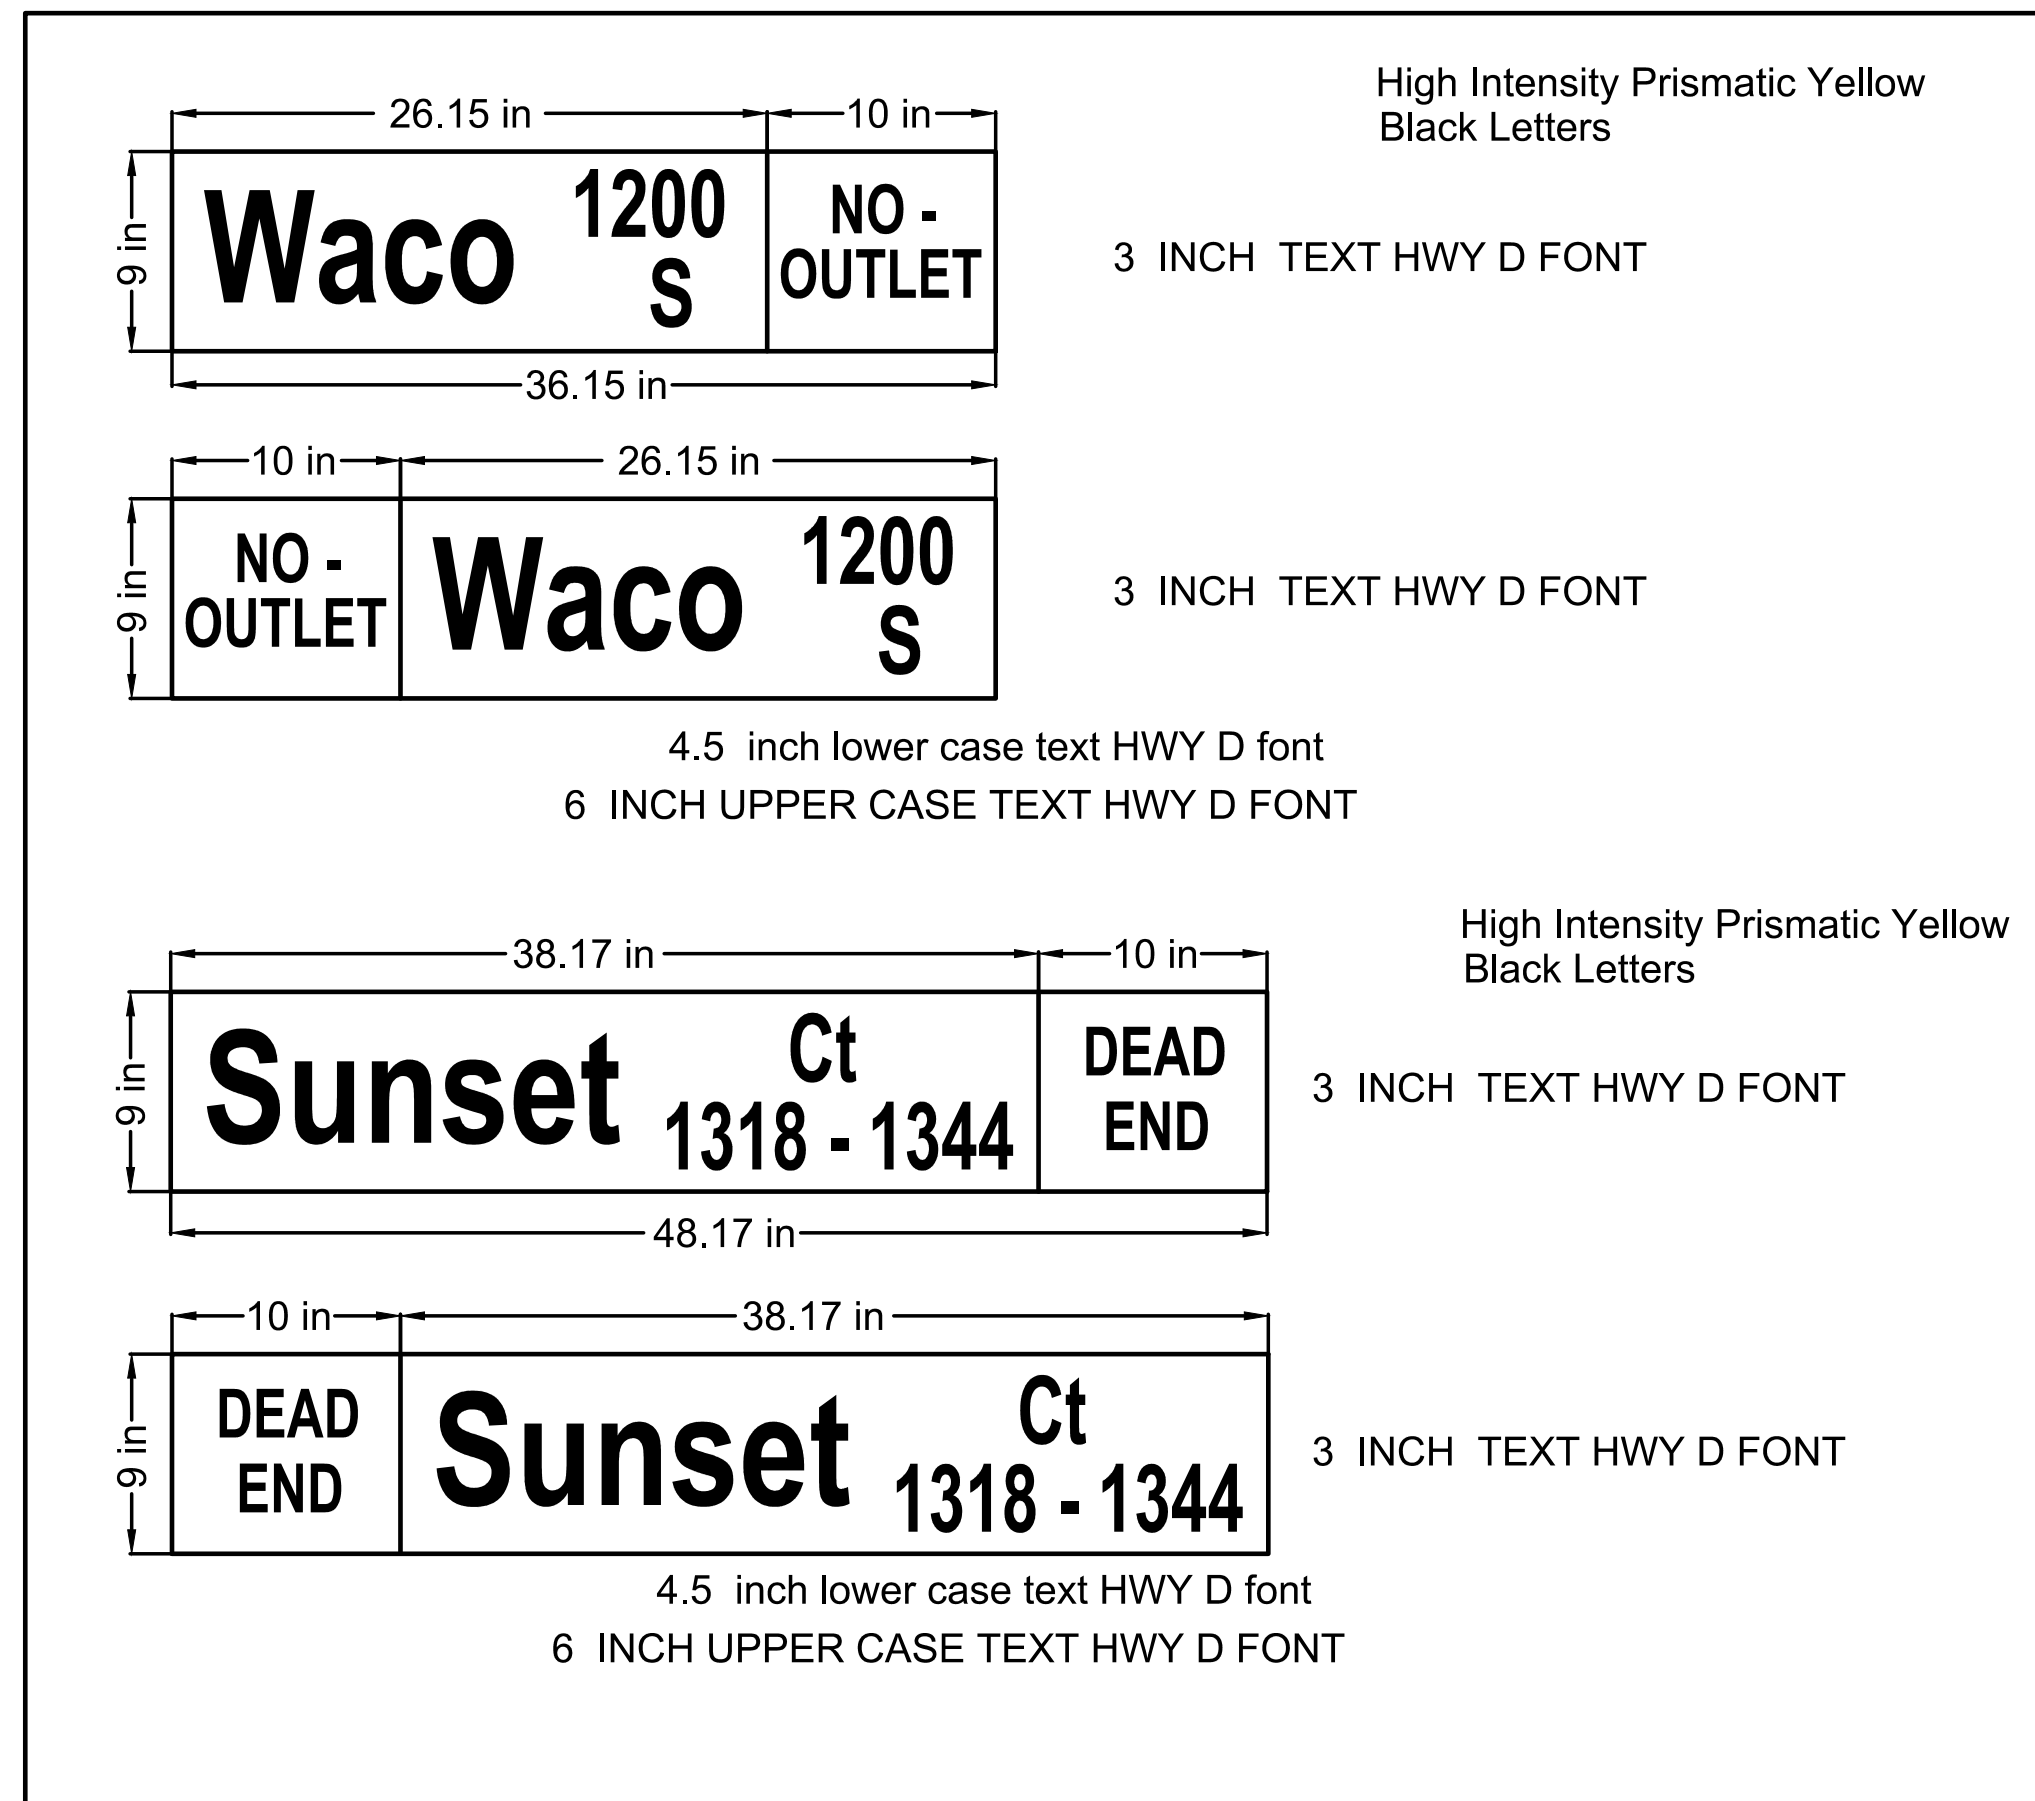 High Intensity Prismatic Yellow
Black Letters
26.15 in
10 in
9 in
Waco
1200
S
NO -
OUTLET
3 INCH TEXT HWY D FONT
36.15 in
10 in
26.15 in
9 in
NO -
OUTLET
Waco
1200
S
3 INCH TEXT HWY D FONT
4.5 inch lower case text HWY D font
6 INCH UPPER CASE TEXT HWY D FONT
High Intensity Prismatic Yellow
Black Letters
38.17 in
10 in
9 in
Sunset
Ct
1318 - 1344
DEAD
END
3 INCH TEXT HWY D FONT
48.17 in
10 in
38.17 in
9 in
DEAD
END
Sunset
Ct
1318 - 1344
3 INCH TEXT HWY D FONT
4.5 inch lower case text HWY D font
6 INCH UPPER CASE TEXT HWY D FONT